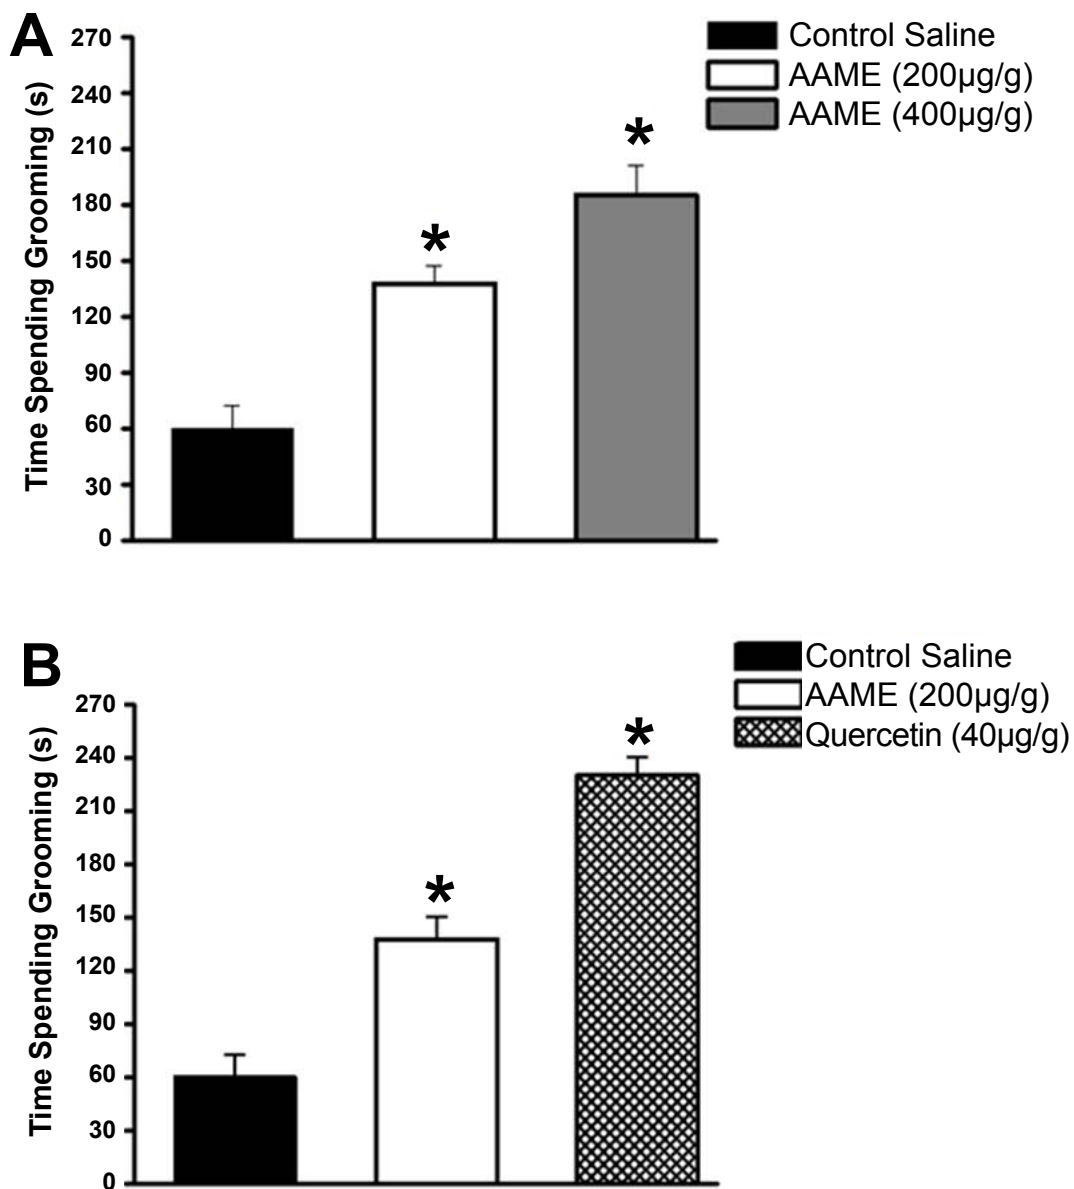 A
270
240
210
180
150
120
90
60
30
0
Time Spending Grooming (s)
*
*
Control Saline
AAME (200µg/g)
AAME (400µg/g)
B
270
240
210
180
150
120
90
60
30
0
Time Spending Grooming (s)
*
*
Control Saline
AAME (200µg/g)
Quercetin (40µg/g)